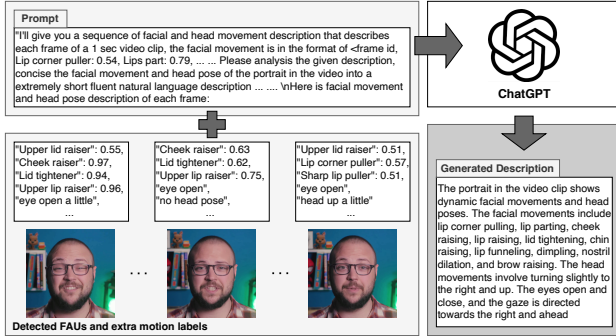 Prompt
"I'll give you a sequence of facial and head movement description that describes
each frame of a 1 sec video clip, the facial movement is in the format of <frame id,
Lip corner puller: 0.54, Lips part: 0.79, ... ... Please analysis the given description,
concise the facial movement and head pose of the portrait in the video into a
extremely short fluent natural language description ... .... \nHere is facial movement
and head pose description of each frame:
ChatGPT
"Upper lid raiser": 0.55,
"Cheek raiser": 0.97,
"Lid tightener": 0.94,
"Upper lip raiser": 0.96,
"eye open a little",
...
"Cheek raiser": 0.63
"Lid tightener": 0.62,
"Upper lip raiser": 0.75,
"eye open",
"no head pose",
...
"Upper lid raiser": 0.51,
"Lip corner puller": 0.57,
"Sharp lip puller": 0.51,
"eye open",
"head up a little"
...
... ...
Detected FAUs and extra motion labels
Generated Description
The portrait in the video clip shows
dynamic facial movements and head
poses. The facial movements include
lip corner pulling, lip parting, cheek
raising, lip raising, lid tightening, chin
raising, lip funneling, dimpling, nostril
dilation, and brow raising. The head
movements involve turning slightly to
the right and up. The eyes open and
close, and the gaze is directed
towards the right and ahead